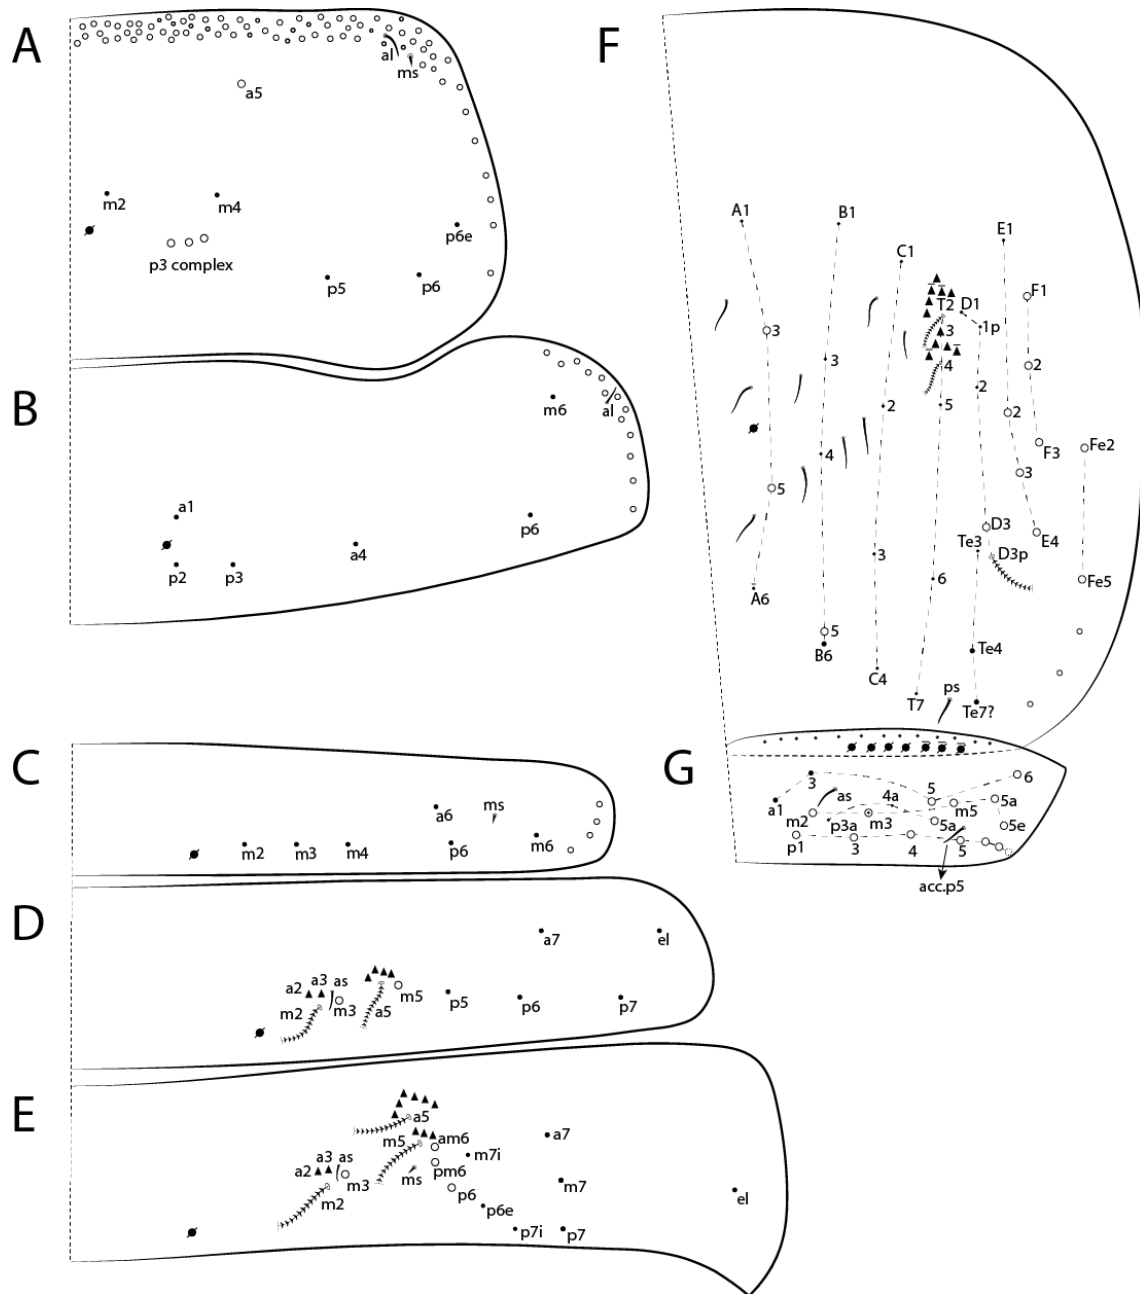 A
al
ms
a5
m2
m4
p3 complex
p6e
p5
p6
B
m6
al
a1
p2
p3
a4
p6
C
a6
ms
m2
m3
m4
p6
m6
D
a7
el
a2
a3
as
m2
m3
a5
m5
p5
p6
p7
E
a5
m5
am6
a7
m7i
a2
a3
as
m2
m3
ms
pm6
p6
m7
el
p6e
p7i
p7
F
A1
B1
C1
E1
F1
T2
D1
1p
3
3
3
4
2
2
2
5
2
F3
Fe2
4
3
5
D3
E4
Te3
D3p
3
6
Fe5
A6
5
B6
Te4
C4
ps
T7
Te7?
G
3
6
a1
as
4a
5
m5
5a
m2
p3a
m3
5a
5e
p1
3
4
5
acc.p5